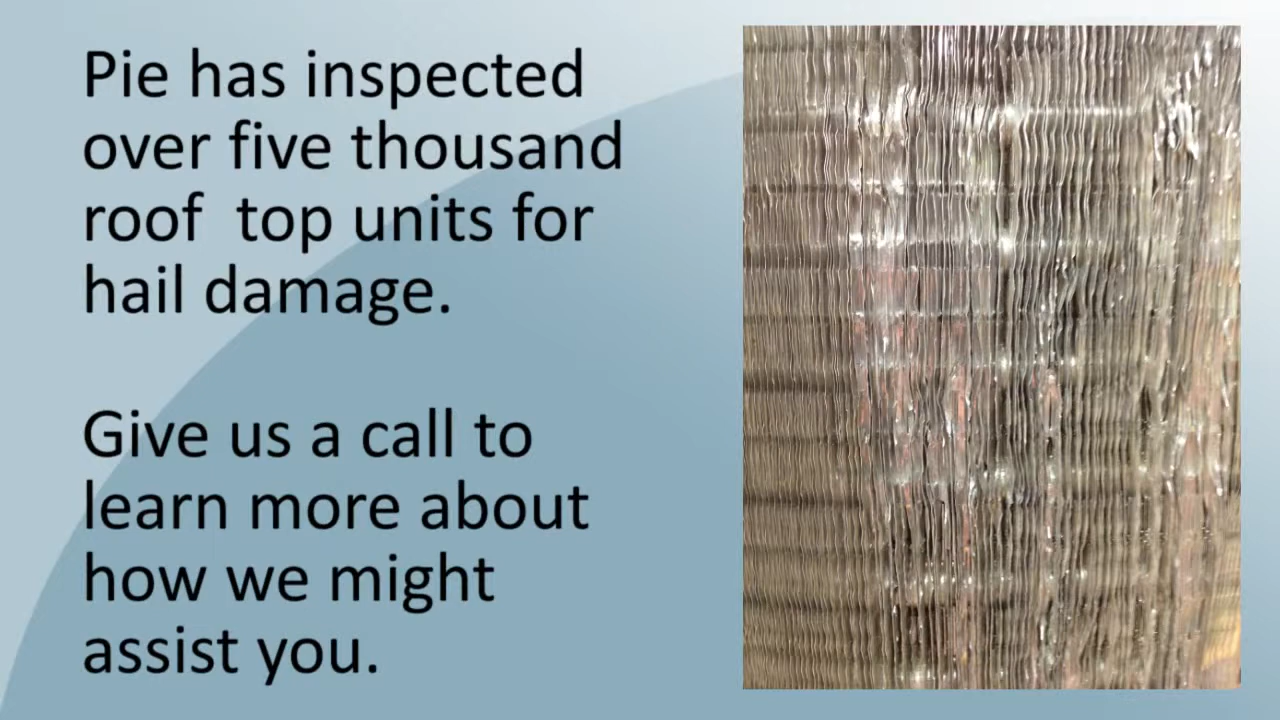 Pie has inspected
over five thousand
roof  top units for
hail damage.
Give us a call to
learn more about
how we might
assist you.